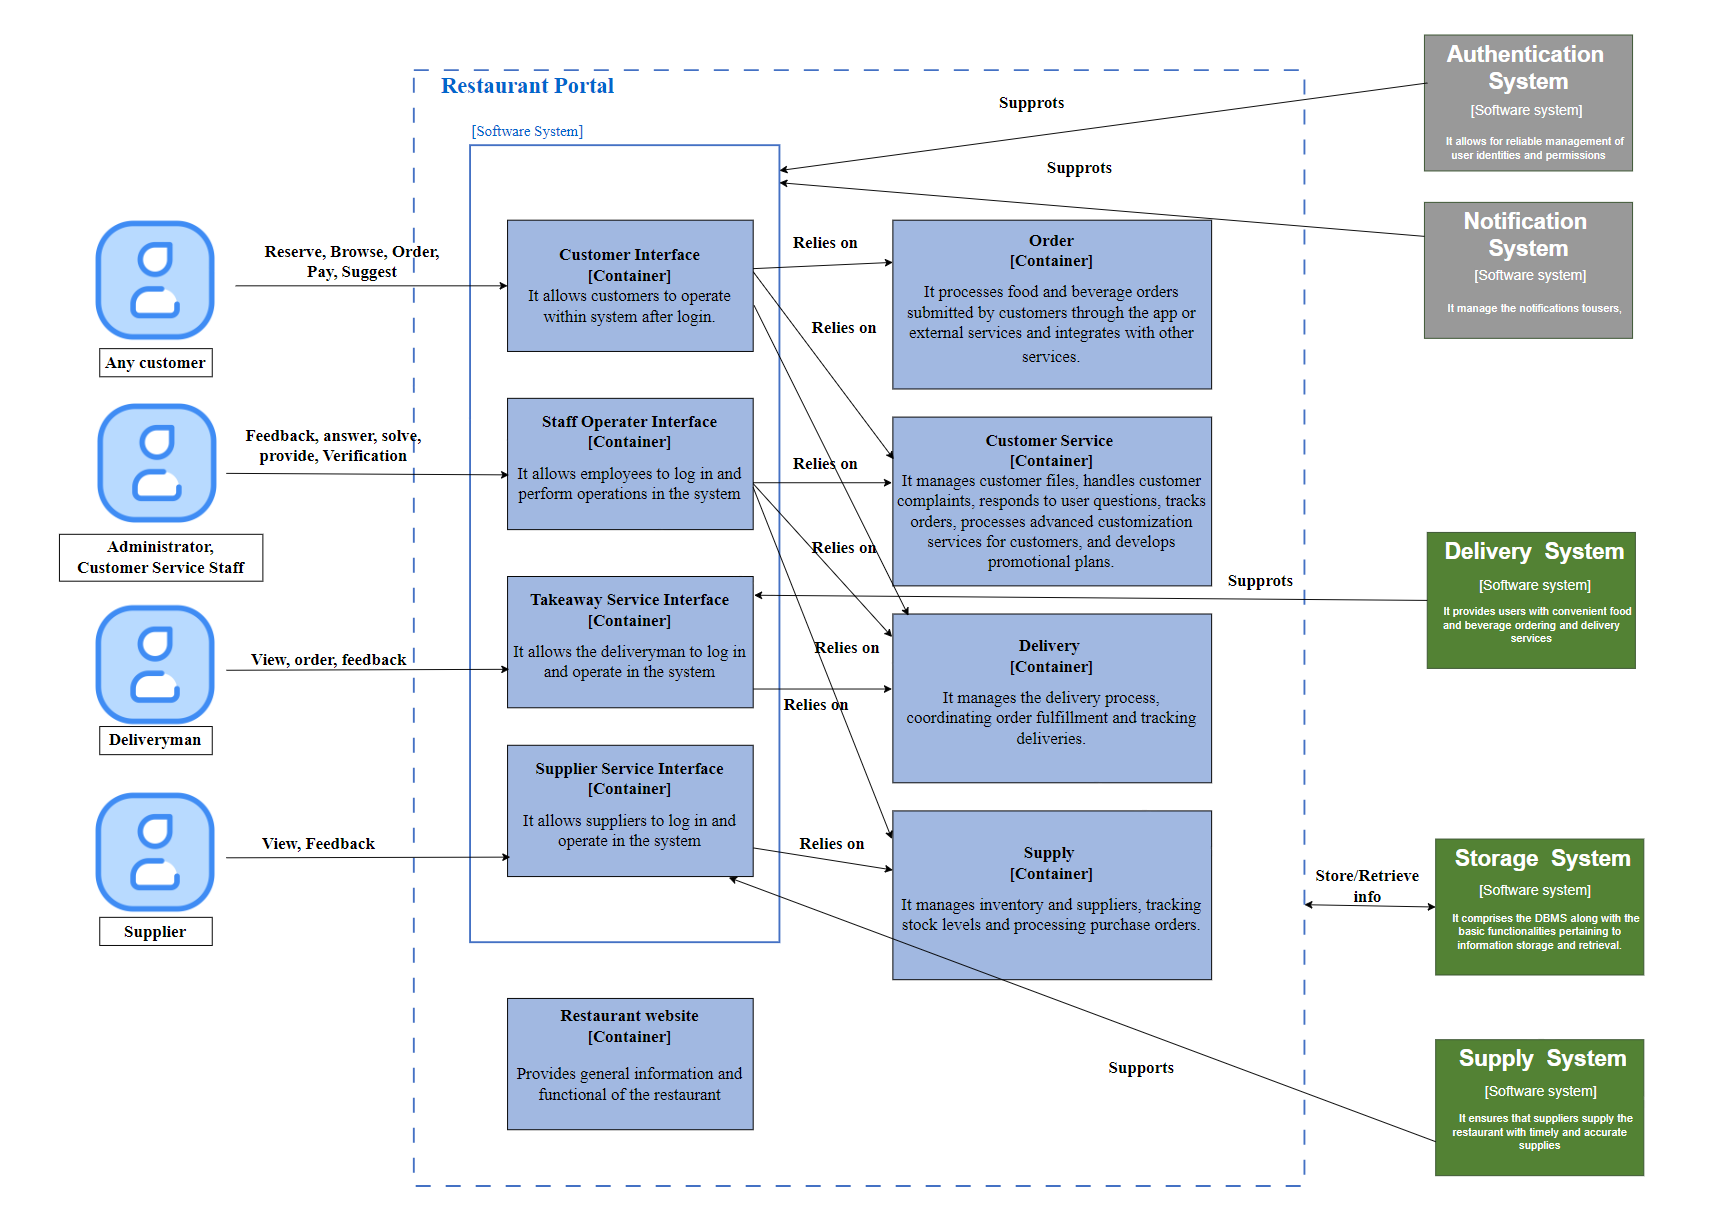 Restaurant Portal
[Software System]
Supprots
Supprots
Authentication
System
[Software system]
It allows for reliable management of
user identities and permissions
Notification
System
[Software system]
It manage the notifications tousers,
Reserve, Browse, Order,
Pay, Suggest
Any customer
Customer Interface
[Container]
It allows customers to operate
within system after login.
Relies on
Relies on
Order
[Container]
It processes food and beverage orders
submitted by customers through the app or
external services and integrates with other
services.
Feedback, answer, solve,
provide, Verification
Administrator,
Customer Service Staff
Staff Operater Interface
[Container]
It allows employees to log in and
perform operations in the system
Relies on
Relies on
Relies on
Customer Service
[Container]
It manages customer files, handles customer
complaints, responds to user questions, tracks
orders, processes advanced customization
services for customers, and develops
promotional plans.
Supprots
Delivery System
[Software system]
It provides users with convenient food
and beverage ordering and delivery
services
View, order, feedback
Deliveryman
Takeaway Service Interface
[Container]
It allows the deliveryman to log in
and operate in the system
Relies on
Delivery
[Container]
It manages the delivery process,
coordinating order fulfillment and tracking
deliveries.
View, Feedback
Supplier
Supplier Service Interface
[Container]
It allows suppliers to log in and
operate in the system
Relies on
Supply
[Container]
It manages inventory and suppliers, tracking
stock levels and processing purchase orders.
Store/Retrieve
info
Storage System
[Software system]
It comprises the DBMS along with the
basic functionalities pertaining to
information storage and retrieval.
Restaurant website
[Container]
Provides general information and
functional of the restaurant
Supports
Supply System
[Software system]
It ensures that suppliers supply the
restaurant with timely and accurate
supplies